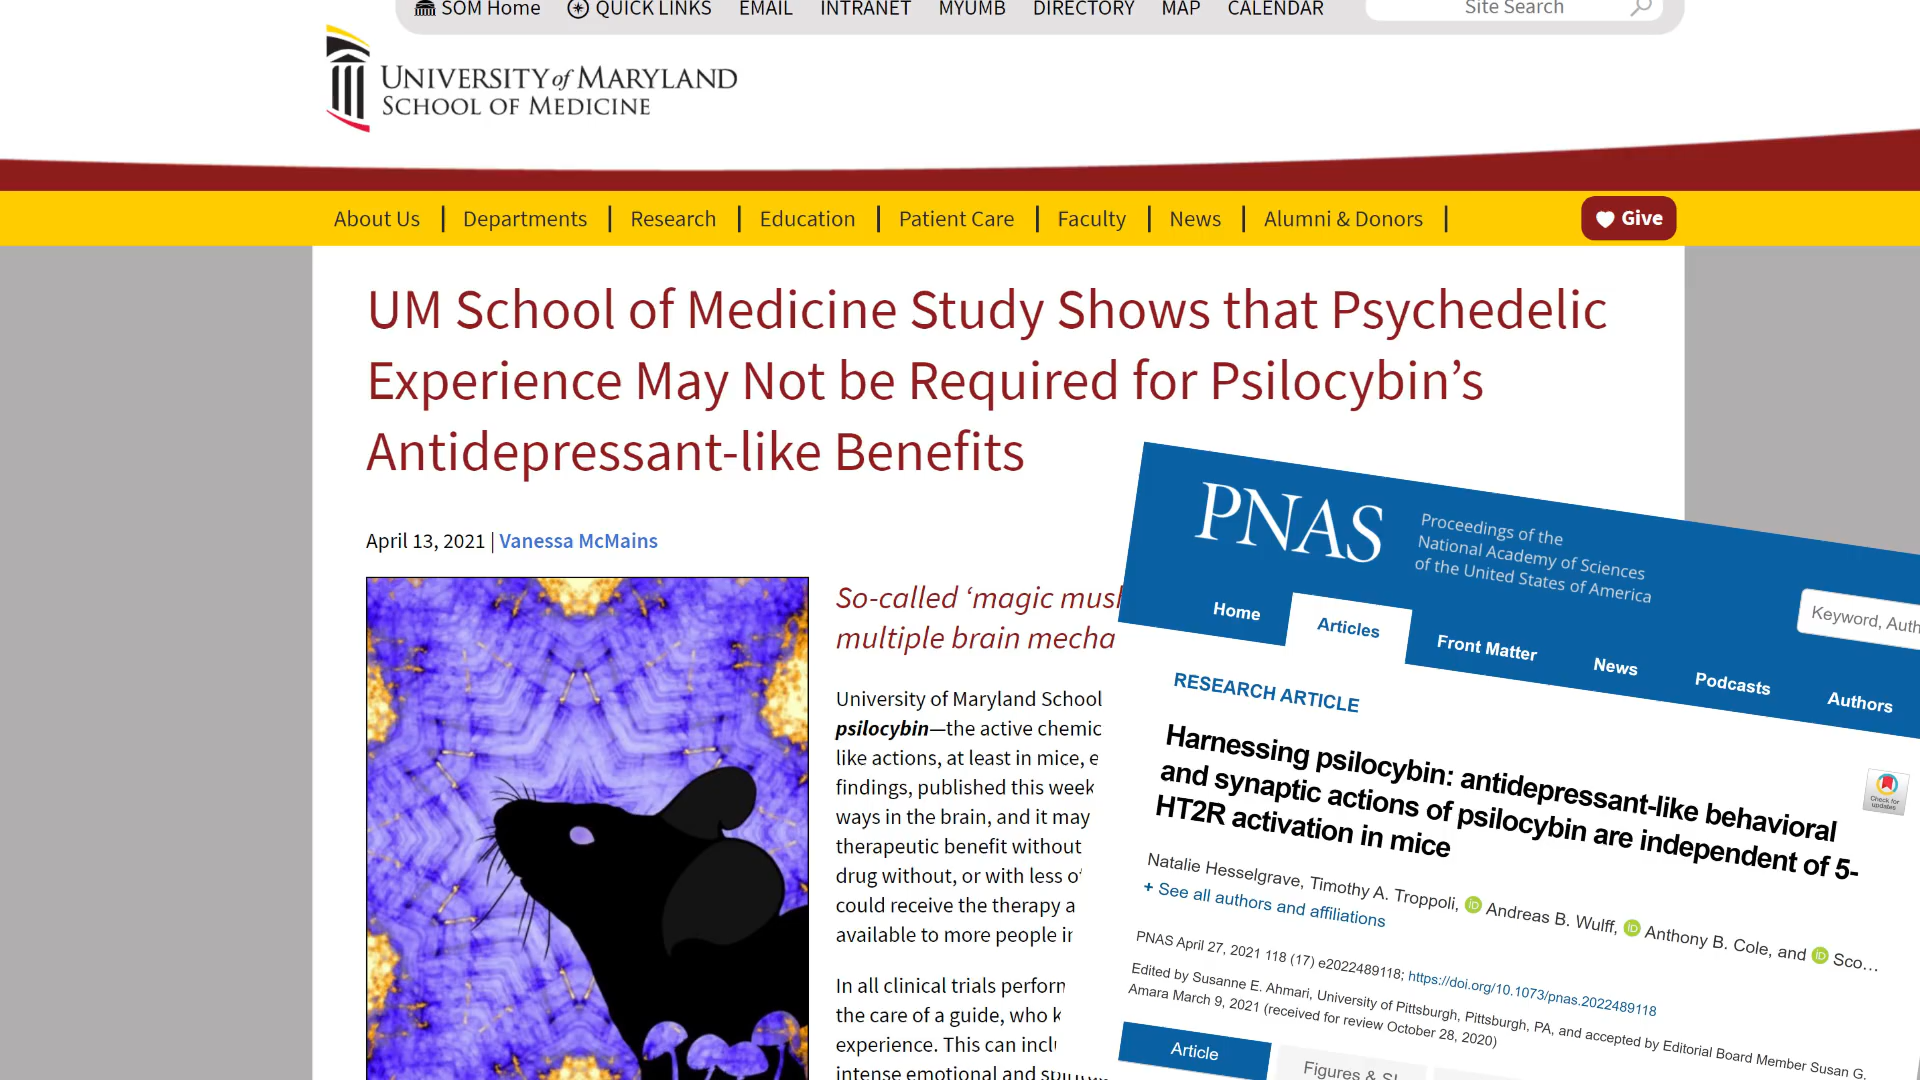 SOM Home QUICK LINKS EMAIL INTRANET MYUMB DIRECTORY MAP CALENDAR Site Search
UNIVERSITY of MARYLAND
SCHOOL OF MEDICINE
About Us | Departments | Research | Education | Patient Care | Faculty | News | Alumni & Donors | Give
UM School of Medicine Study Shows that Psychedelic
Experience May Not be Required for Psilocybin’s
Antidepressant-like Benefits
April 13, 2021 | Vanessa McMains
So-called ‘magic
multiple brain
University of Maryland School
psilocybin—the active
like actions, at least in mice,
findings, published this week
ways in the brain, and it may
therapeutic benefit without
drug without, or with less
could receive the therapy a
available to more people
In all clinical trials
the care of a guide, who
experience. This can
intense emotional and
PNAS
Proceedings of the
National Academy of Sciences
of the United States of America
Keyword,
Home Articles Front Matter News Podcasts Authors
RESEARCH ARTICLE
Harnessing psilocybin: antidepressant-like behavioral
and synaptic actions of psilocybin are independent of 5-
HT2R activation in mice
Check for
updates
Natalie Hesselgrave, Timothy A. Troppoli, iD Andreas B. Wulff, iD Anthony B. Cole, and iD Sco…
+ See all authors and affiliations
PNAS April 27, 2021 118 (17) e2022489118; https://doi.org/10.1073/pnas.2022489118
Edited by Susanne E. Ahmari, University of Pittsburgh, Pittsburgh, PA, and accepted by Editorial Board Member Susan G.
Amara March 9, 2021 (received for review October 28, 2020)
Article Figures &